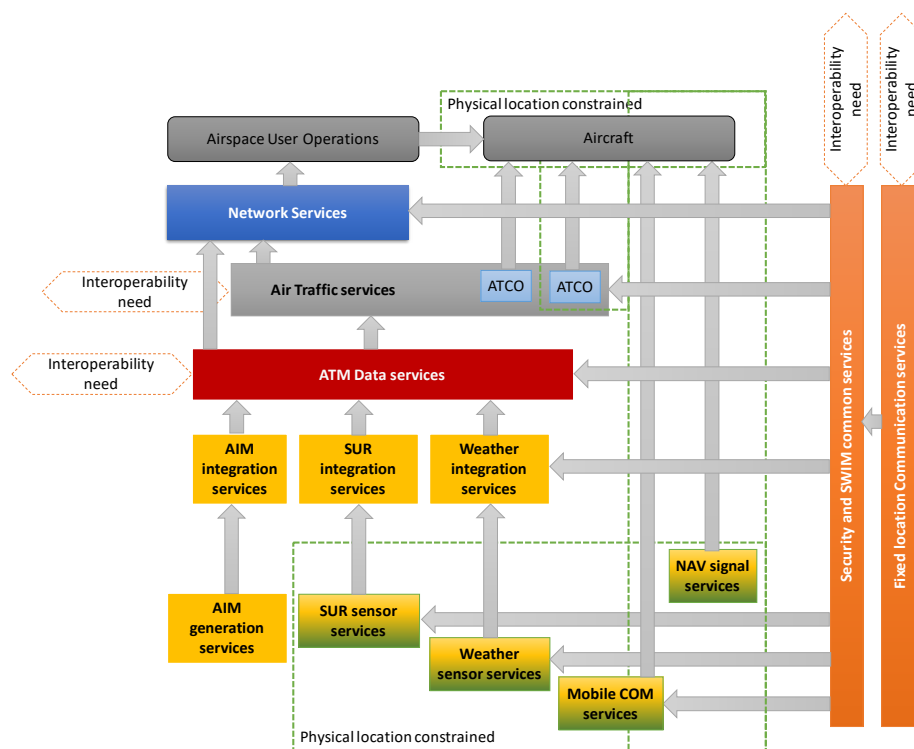 Interoperability
need
Interoperability
need
Physical location constrained
Airspace User Operations
Aircraft
Network Services
Interoperability
need
Air Traffic services
ATCO
ATCO
Interoperability
need
ATM Data services
AIM
integration
services
SUR
integration
services
Weather
integration
services
Security and SWIM common services
Fixed location Communication services
NAV signal
services
AIM
generation
services
SUR sensor
services
Weather
sensor services
Mobile COM
services
Physical location constrained